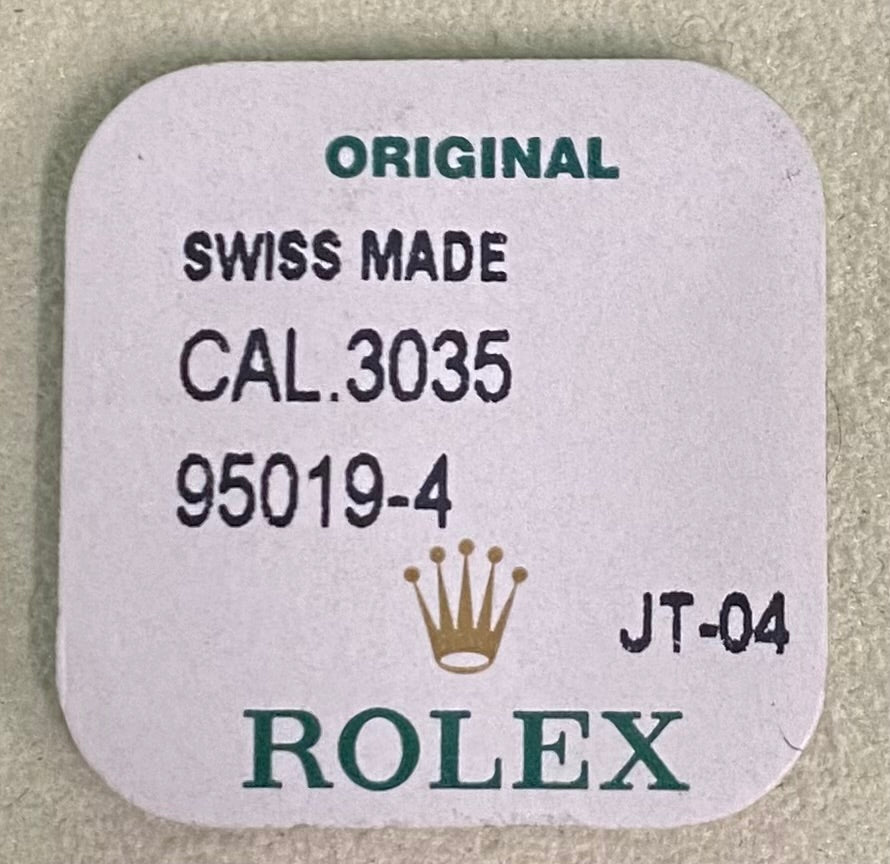 ORIGINAL
SWISS MADE
CAL.3035
95019-4
JT-04
ROLEX